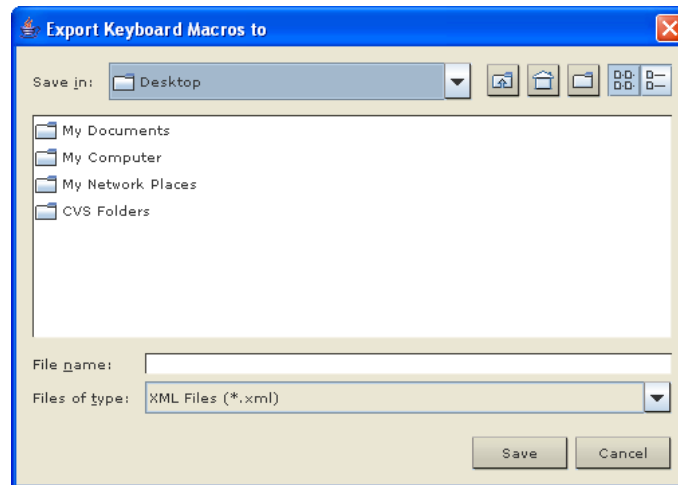 Export Keyboard Macros to
Save in: Desktop
My Documents
My Computer
My Network Places
CVS Folders
File name:
Files of type: XML Files (*.xml)
Save Cancel